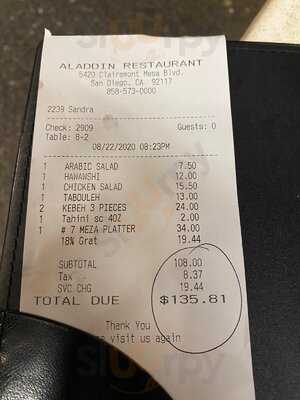 ALADDIN RESTAURANT
5420 Clairemont Mesa Blvd.
San Diego, CA 92117
858-573-0000
2239 Sandra
Check: 2909 Guests: 0
Table: 8-2
08/22/2020 08:23PM
1 ARABIC SALAD 7.50
1 HAWAWSHI 12.00
1 CHICKEN SALAD 15.50
1 TABOULEH 13.00
2 KEBEH 3 PIECES 24.00
1 Tahini sc 4OZ 2.00
1 # 7 MEZA PLATTER 34.00
18% Grat 19.44
SUBTOTAL 108.00
Tax 8.37
SVC CHG 19.44
TOTAL DUE $135.81
Thank You
visit us again